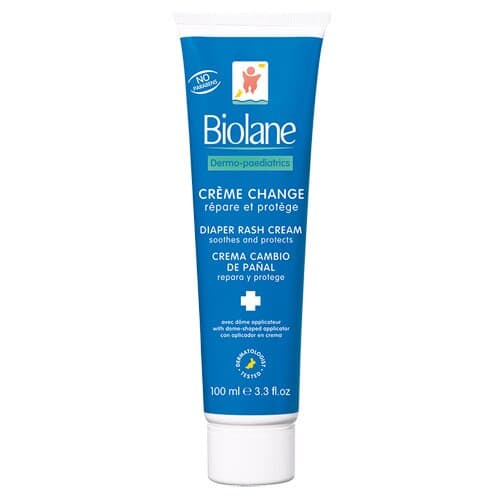 NO
PARABENS
Biolane
Dermo-paediatrics
CRÈME CHANGE
répare et protège
DIAPER RASH CREAM
soothes and protects
CREMA CAMBIO
DE PAÑAL
repara y protege
avec dôme applicateur
with dome-shaped applicator
con aplicador en crema
DERMATOLOGIST
TESTED
100 ml ℮ 3.3 fl.oz